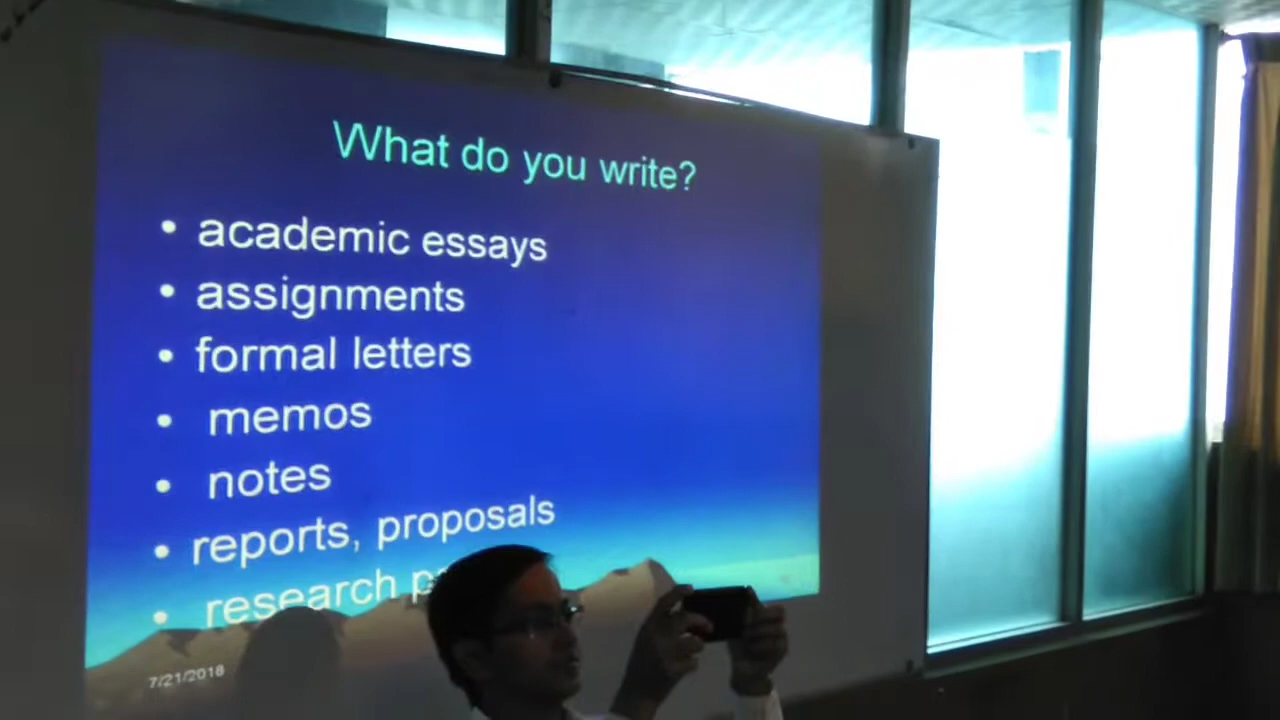 What do you write?
• academic essays
• assignments
• formal letters
• memos
• notes
• reports, proposals
• research
7/21/2018